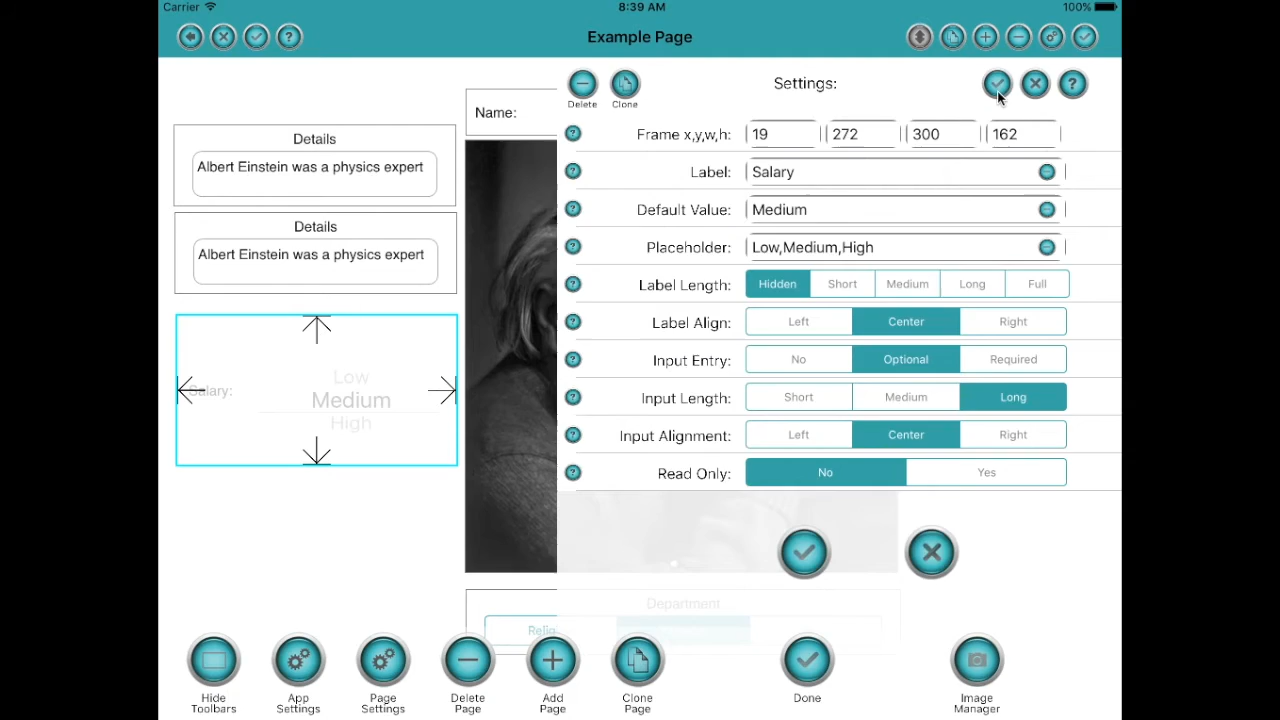 Carrier 8:39 AM 100%
Example Page
Delete
Clone
Settings:
Name:
Details
Albert Einstein was a physics expert
Details
Albert Einstein was a physics expert
Salary:
Low
Medium
High
Frame x,y,w,h: 19 272 300 162
Label: Salary
Default Value: Medium
Placeholder: Low,Medium,High
Label Length: Hidden Short Medium Long Full
Label Align: Left Center Right
Input Entry: No Optional Required
Input Length: Short Medium Long
Input Alignment: Left Center Right
Read Only: No Yes
Department
Hide
Toolbars
App
Settings
Page
Settings
Delete
Page
Add
Page
Clone
Page
Done
Image
Manager